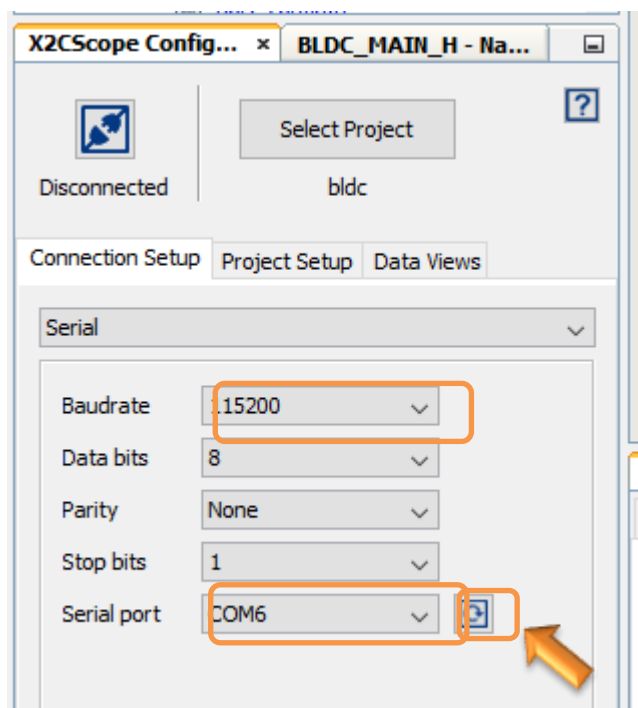 X2CScope Config... × BLDC_MAIN_H - Na...
Select Project
?
Disconnected
bldc
Connection Setup Project Setup Data Views
Serial
Baudrate 115200
Data bits 8
Parity None
Stop bits 1
Serial port COM6